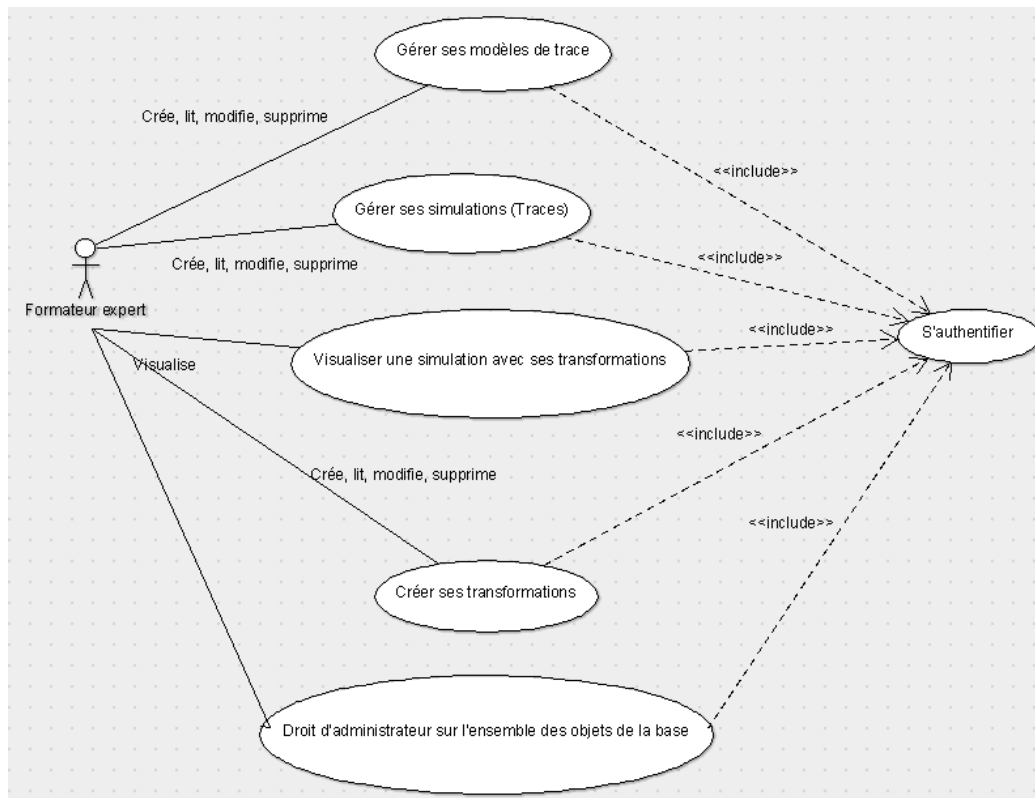 Gérer ses modèles de trace
Crée, lit, modifie, supprime
<<include>>
Gérer ses simulations (Traces)
Crée, lit, modifie, supprime
<<include>>
Formateur expert
<<include>>
S'authentifier
Visualise
Visualiser une simulation avec ses transformations
<<include>>
Crée, lit, modifie, supprime
<<include>>
Créer ses transformations
Droit d'administrateur sur l'ensemble des objets de la base